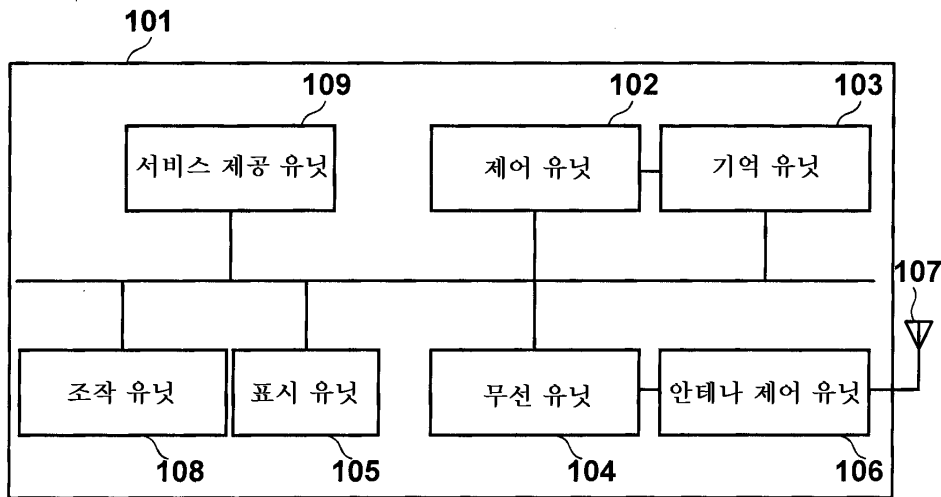 101
109
102
103
서비스 제공 유닛
제어 유닛
기억 유닛
107
조작 유닛
표시 유닛
무선 유닛
안테나 제어 유닛
108
105
104
106